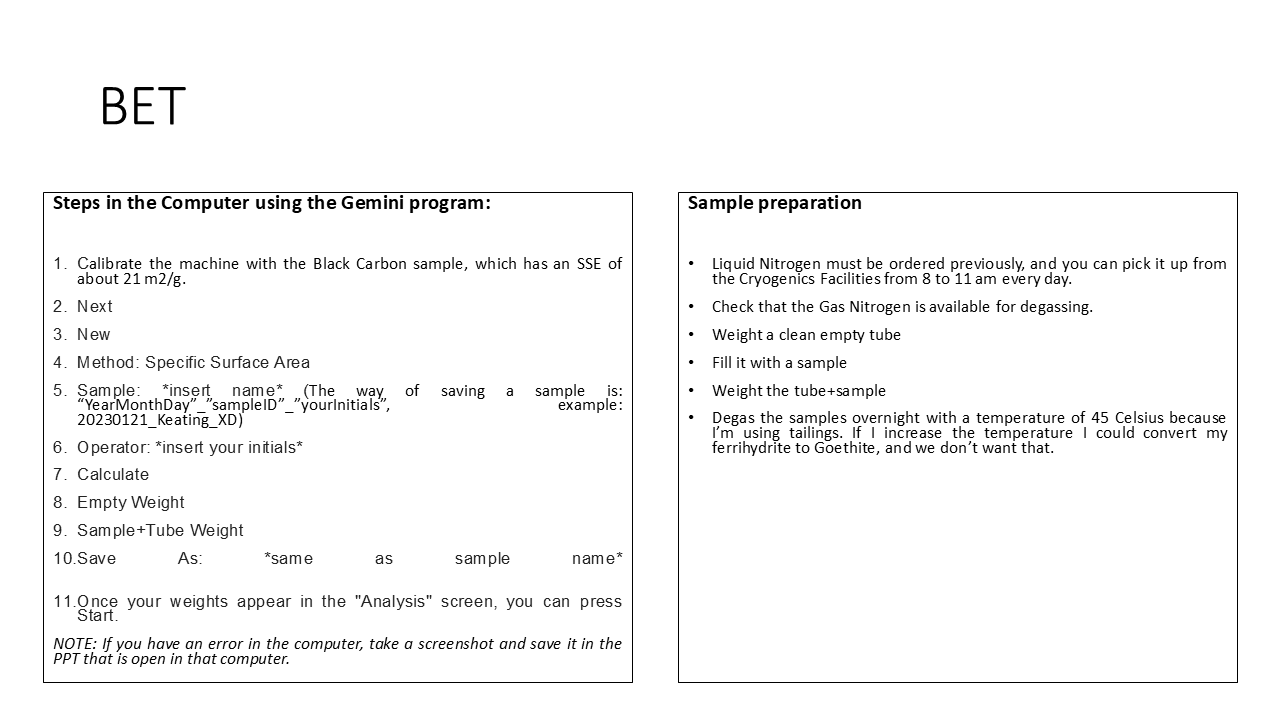 BET
Steps in the Computer using the Gemini program:
1. Calibrate the machine with the Black Carbon sample, which has an SSE of
about 21 m2/g.
2. Next
3. New
4. Method: Specific Surface Area
5. Sample: *insert name* (The way of saving a sample is:
“YearMonthDay”_”sampleID”_”yourInitials”, example:
20230121_Keating_XD)
6. Operator: *insert your initials*
7. Calculate
8. Empty Weight
9. Sample+Tube Weight
10.Save As: *same as sample name*
11.Once your weights appear in the "Analysis" screen, you can press
Start.
NOTE: If you have an error in the computer, take a screenshot and save it in the
PPT that is open in that computer.
Sample preparation
• Liquid Nitrogen must be ordered previously, and you can pick it up from
the Cryogenics Facilities from 8 to 11 am every day.
• Check that the Gas Nitrogen is available for degassing.
• Weight a clean empty tube
• Fill it with a sample
• Weight the tube+sample
• Degas the samples overnight with a temperature of 45 Celsius because
I’m using tailings. If I increase the temperature I could convert my
ferrihydrite to Goethite, and we don’t want that.